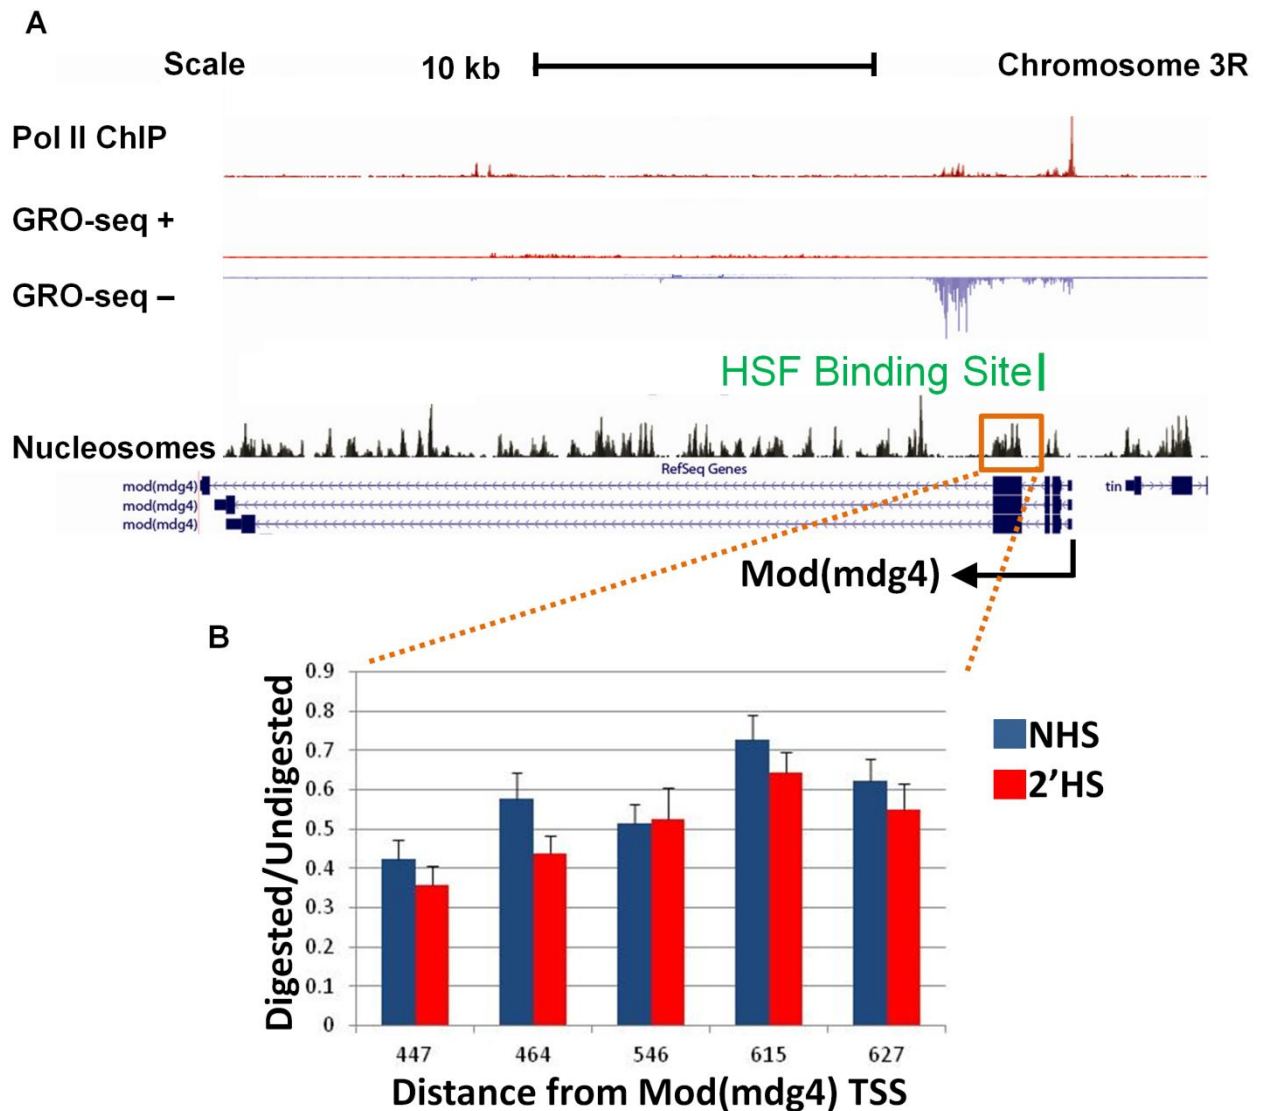 A
Scale 10 kb Chromosome 3R
Pol II ChIP
GRO-seq +
GRO-seq –
HSF Binding Site
Nucleosomes
RefSeq Genes
mod(mdg4) tin
mod(mdg4)
mod(mdg4)
Mod(mdg4)
B
0.9
0.8
0.7
0.6
0.5
0.4
0.3
0.2
0.1
0
Digested/Undigested
NHS
2'HS
447 464 546 615 627
Distance from Mod(mdg4) TSS